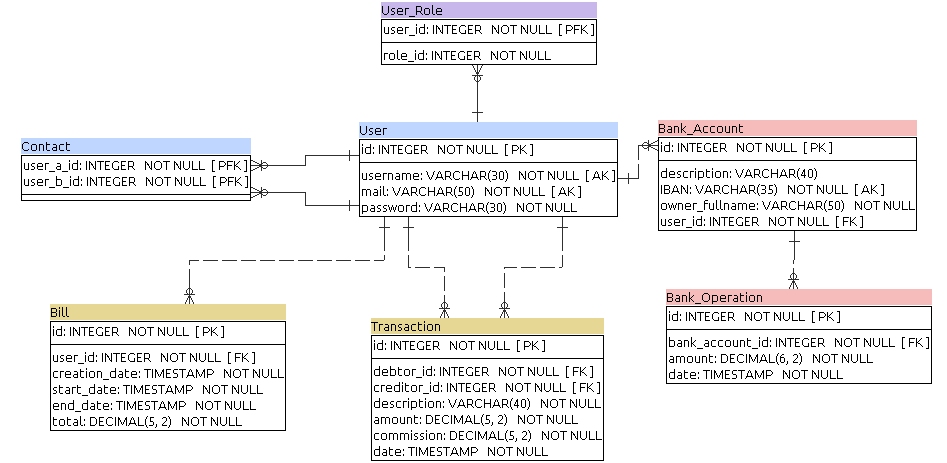 User_Role
user_id: INTEGER NOT NULL [ PFK ]
role_id: INTEGER NOT NULL
Contact
user_a_id: INTEGER NOT NULL [ PFK ]
user_b_id: INTEGER NOT NULL [ PFK ]
User
id: INTEGER NOT NULL [ PK ]
username: VARCHAR(30) NOT NULL [ AK ]
mail: VARCHAR(50) NOT NULL [ AK ]
password: VARCHAR(30) NOT NULL
Bank_Account
id: INTEGER NOT NULL [ PK ]
description: VARCHAR(40)
IBAN: VARCHAR(35) NOT NULL [ AK ]
owner_fullname: VARCHAR(50) NOT NULL
user_id: INTEGER NOT NULL [ FK ]
Bill
id: INTEGER NOT NULL [ PK ]
user_id: INTEGER NOT NULL [ FK ]
creation_date: TIMESTAMP NOT NULL
start_date: TIMESTAMP NOT NULL
end_date: TIMESTAMP NOT NULL
total: DECIMAL(5, 2) NOT NULL
Transaction
id: INTEGER NOT NULL [ PK ]
debtor_id: INTEGER NOT NULL [ FK ]
creditor_id: INTEGER NOT NULL [ FK ]
description: VARCHAR(40) NOT NULL
amount: DECIMAL(5, 2) NOT NULL
commission: DECIMAL(5, 2) NOT NULL
date: TIMESTAMP NOT NULL
Bank_Operation
id: INTEGER NOT NULL [ PK ]
bank_account_id: INTEGER NOT NULL [ FK ]
amount: DECIMAL(6, 2) NOT NULL
date: TIMESTAMP NOT NULL